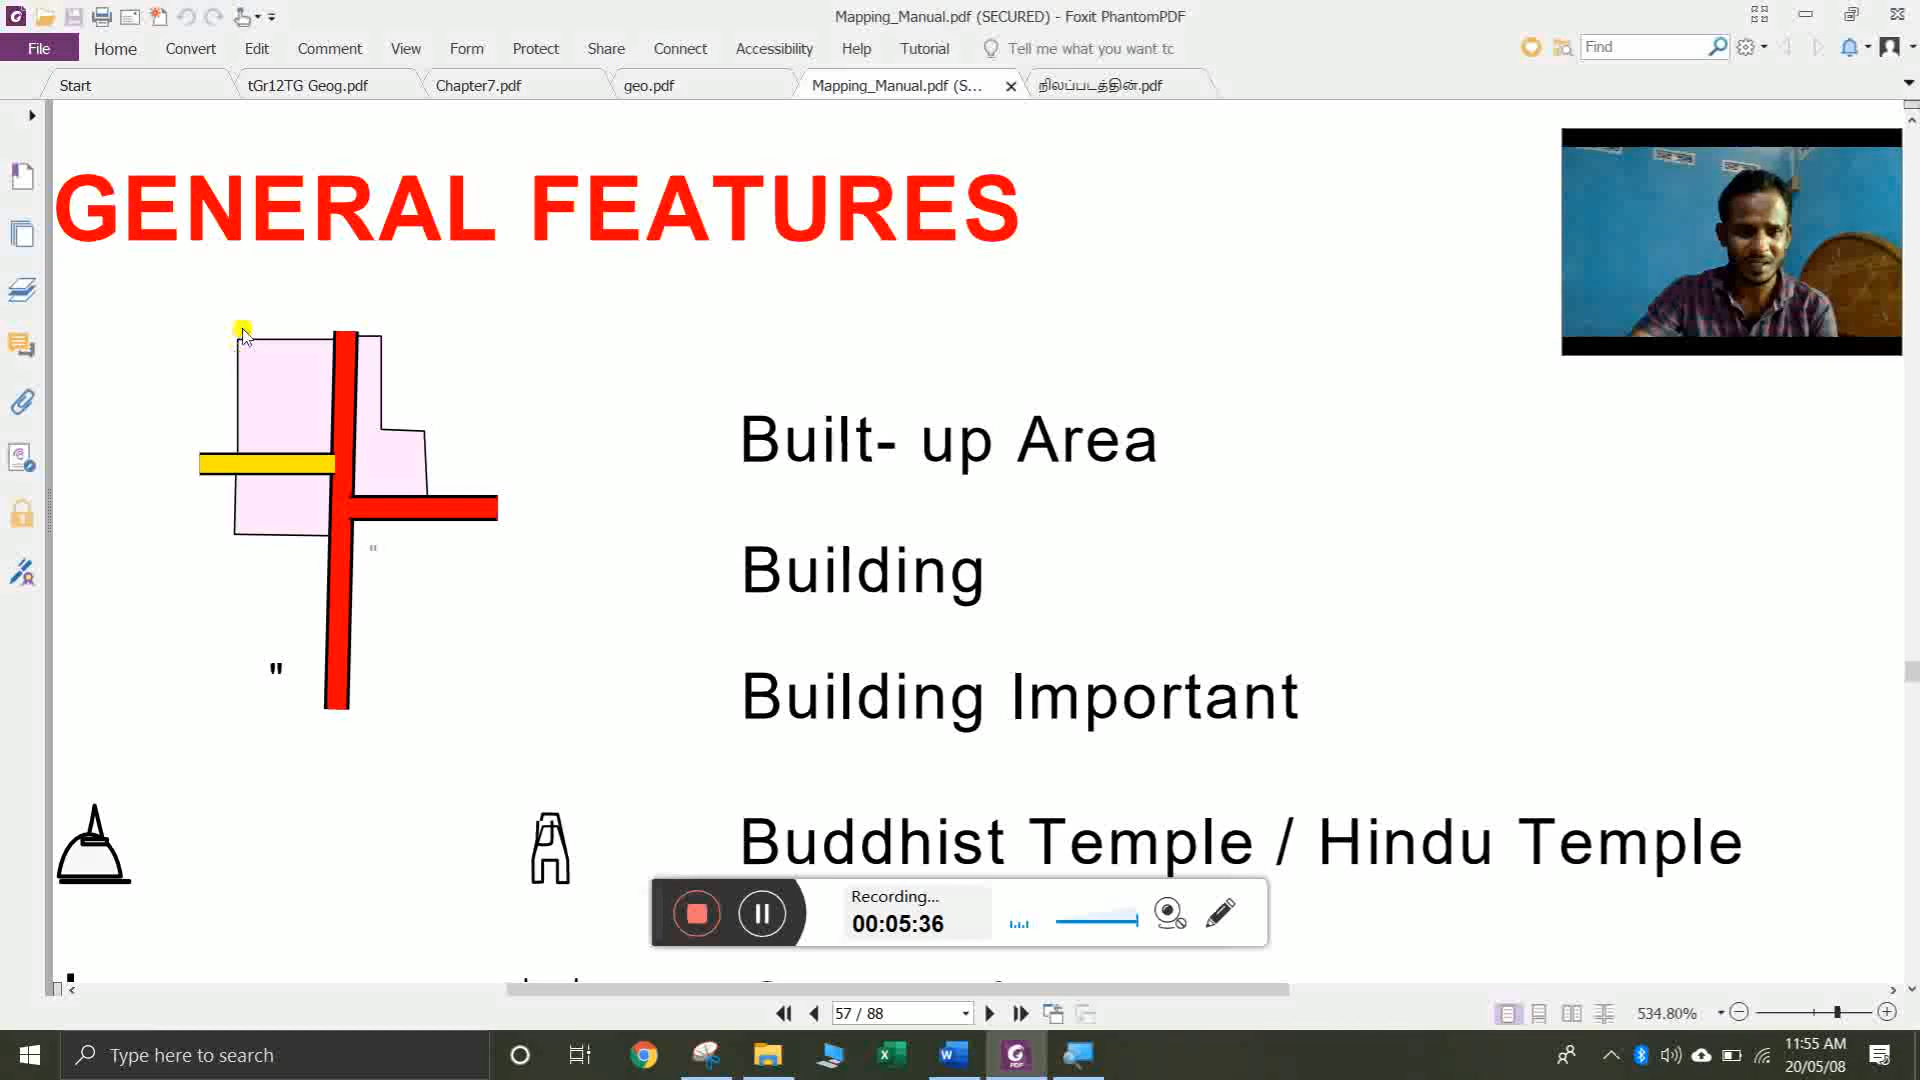 Mapping_Manual.pdf (SECURED) - Foxit PhantomPDF
File Home Convert Edit Comment View Form Protect Share Connect Accessibility Help Tutorial Tell me what you want tc Find
Start tGr12TG Geog.pdf Chapter7.pdf geo.pdf Mapping_Manual.pdf (S... நிலப்படத்தின்.pdf
GENERAL FEATURES
Built- up Area
"
Building
"
Building Important
Buddhist Temple / Hindu Temple
Recording...
00:05:36
57 / 88
534.80%
Type here to search
11:55 AM
20/05/08